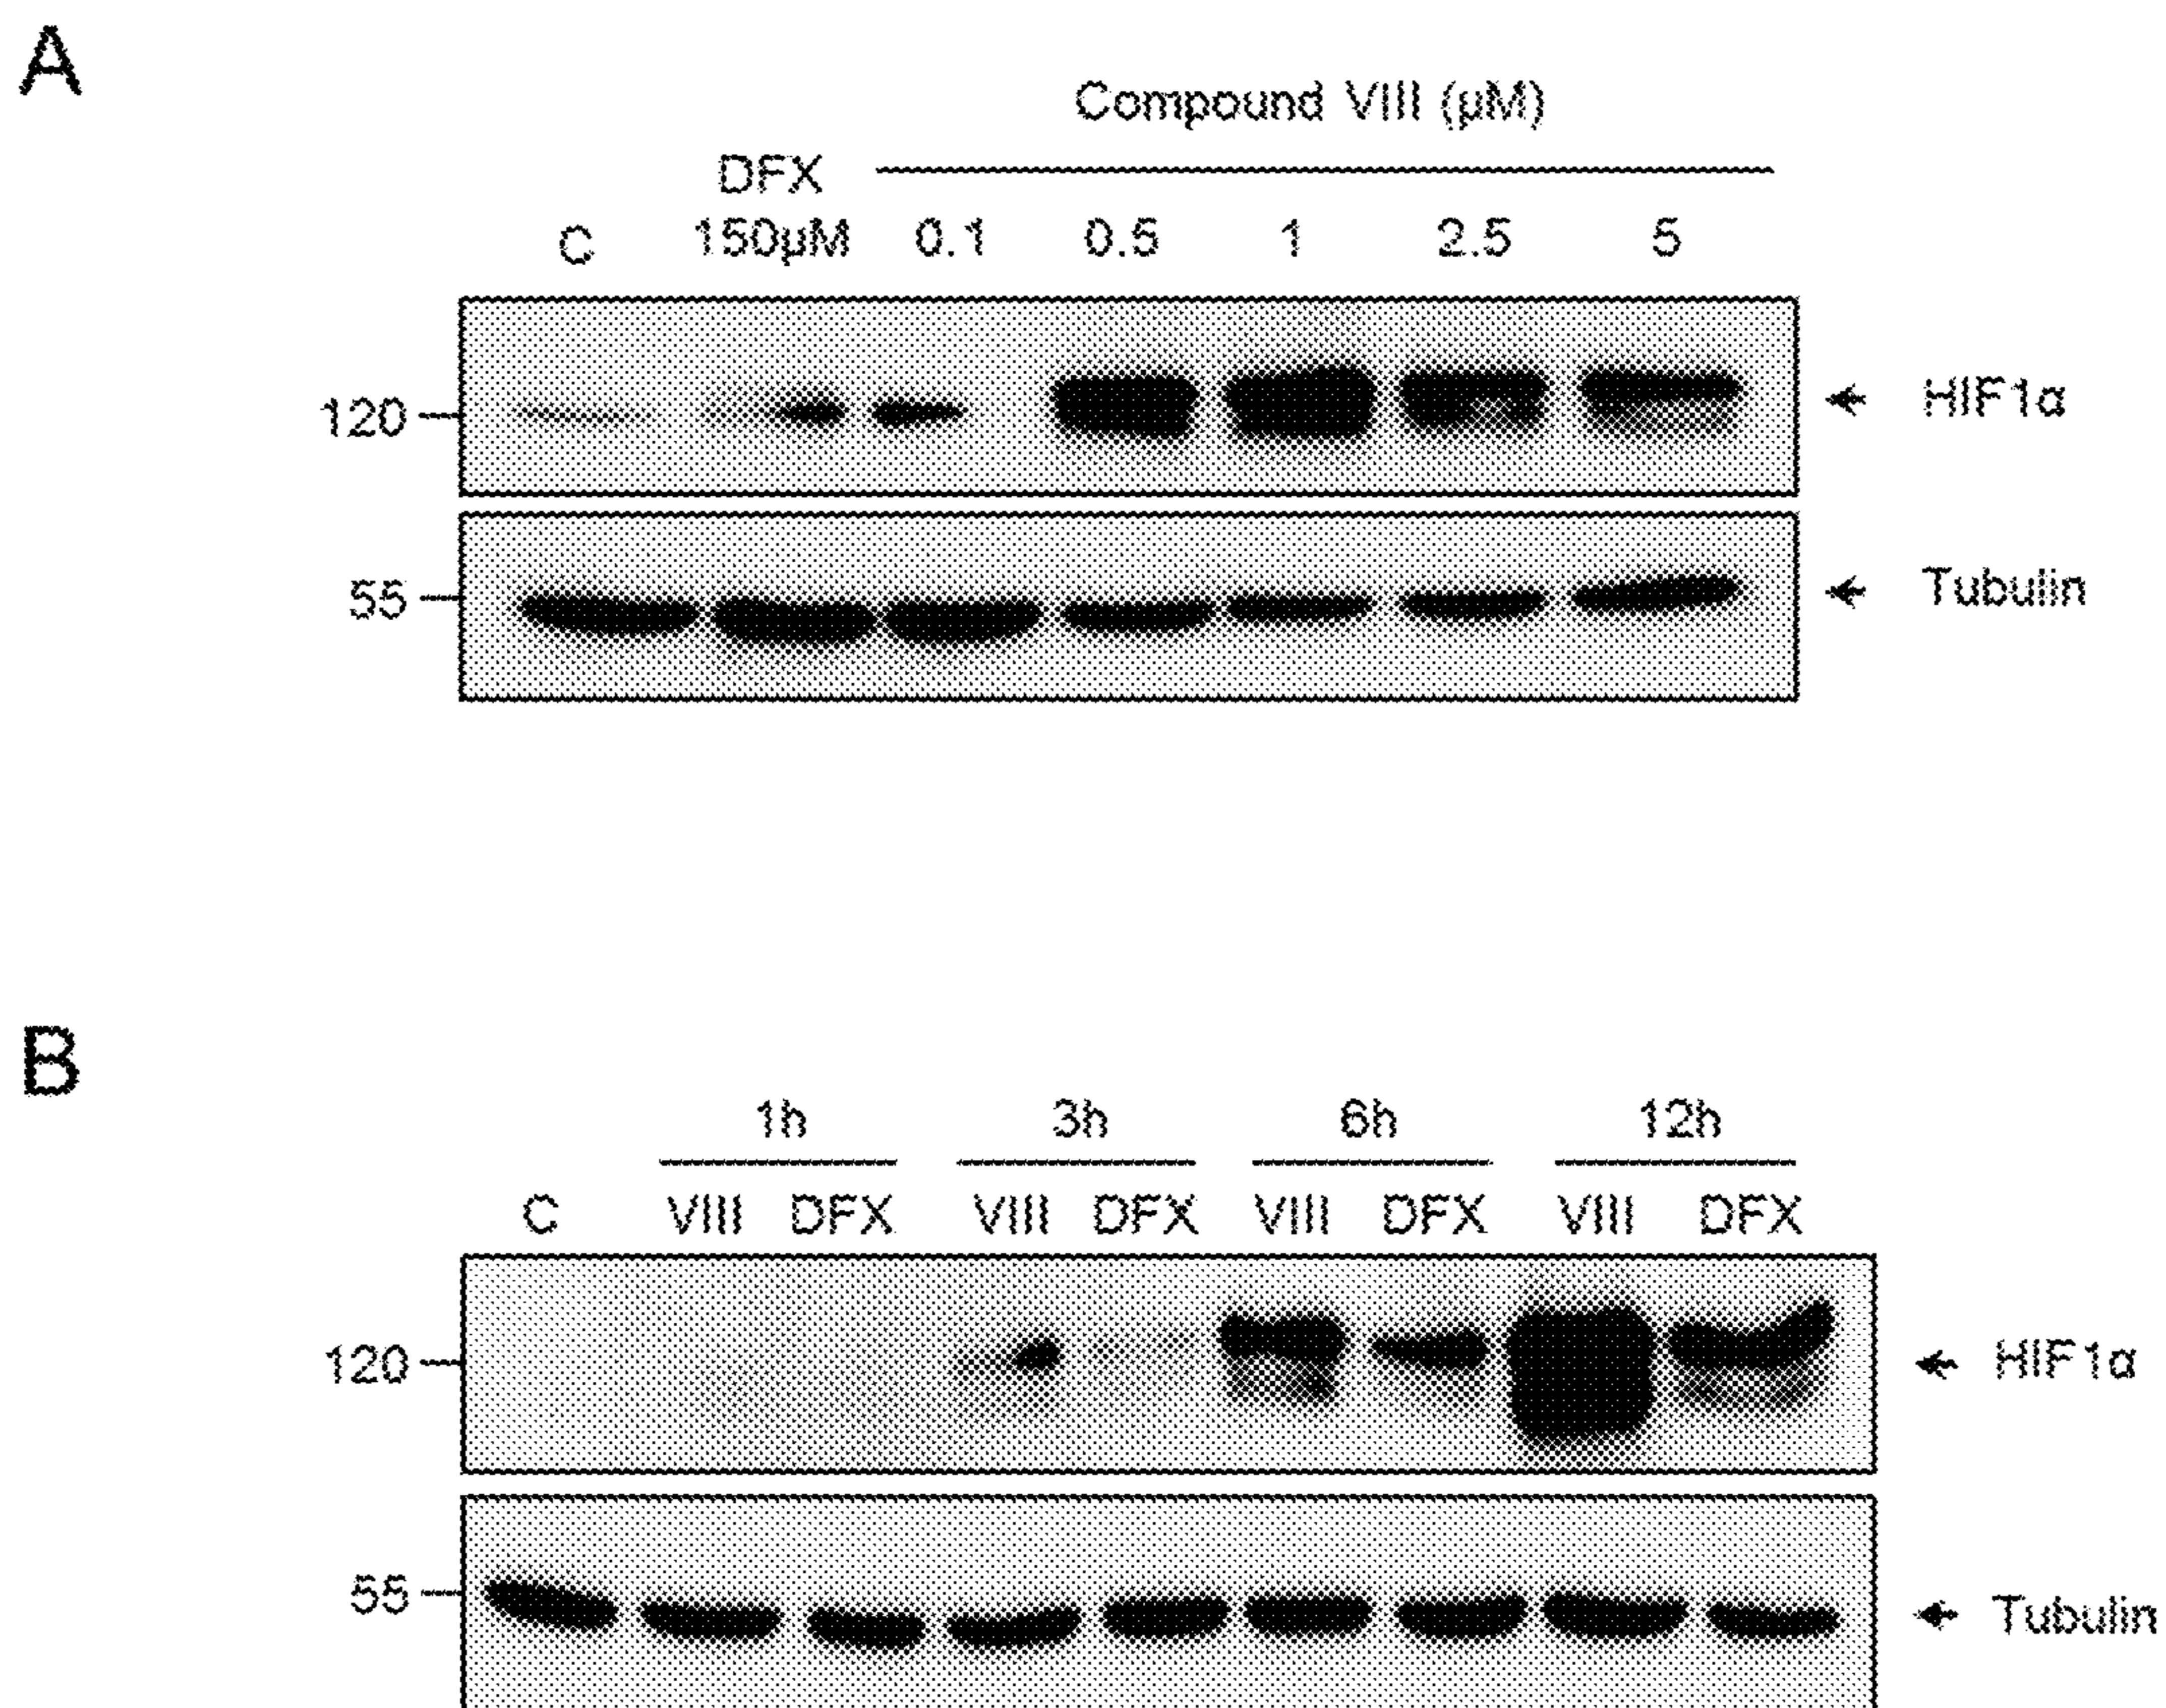 A
Compound VIII (µM)
DFX
C 150µM 0.1 0.5 1 2.5 5
120 HIF1α
55 Tubulin
B
1h 3h 6h 12h
C VIII DFX VIII DFX VIII DFX VIII DFX
120 HIF1α
55 Tubulin